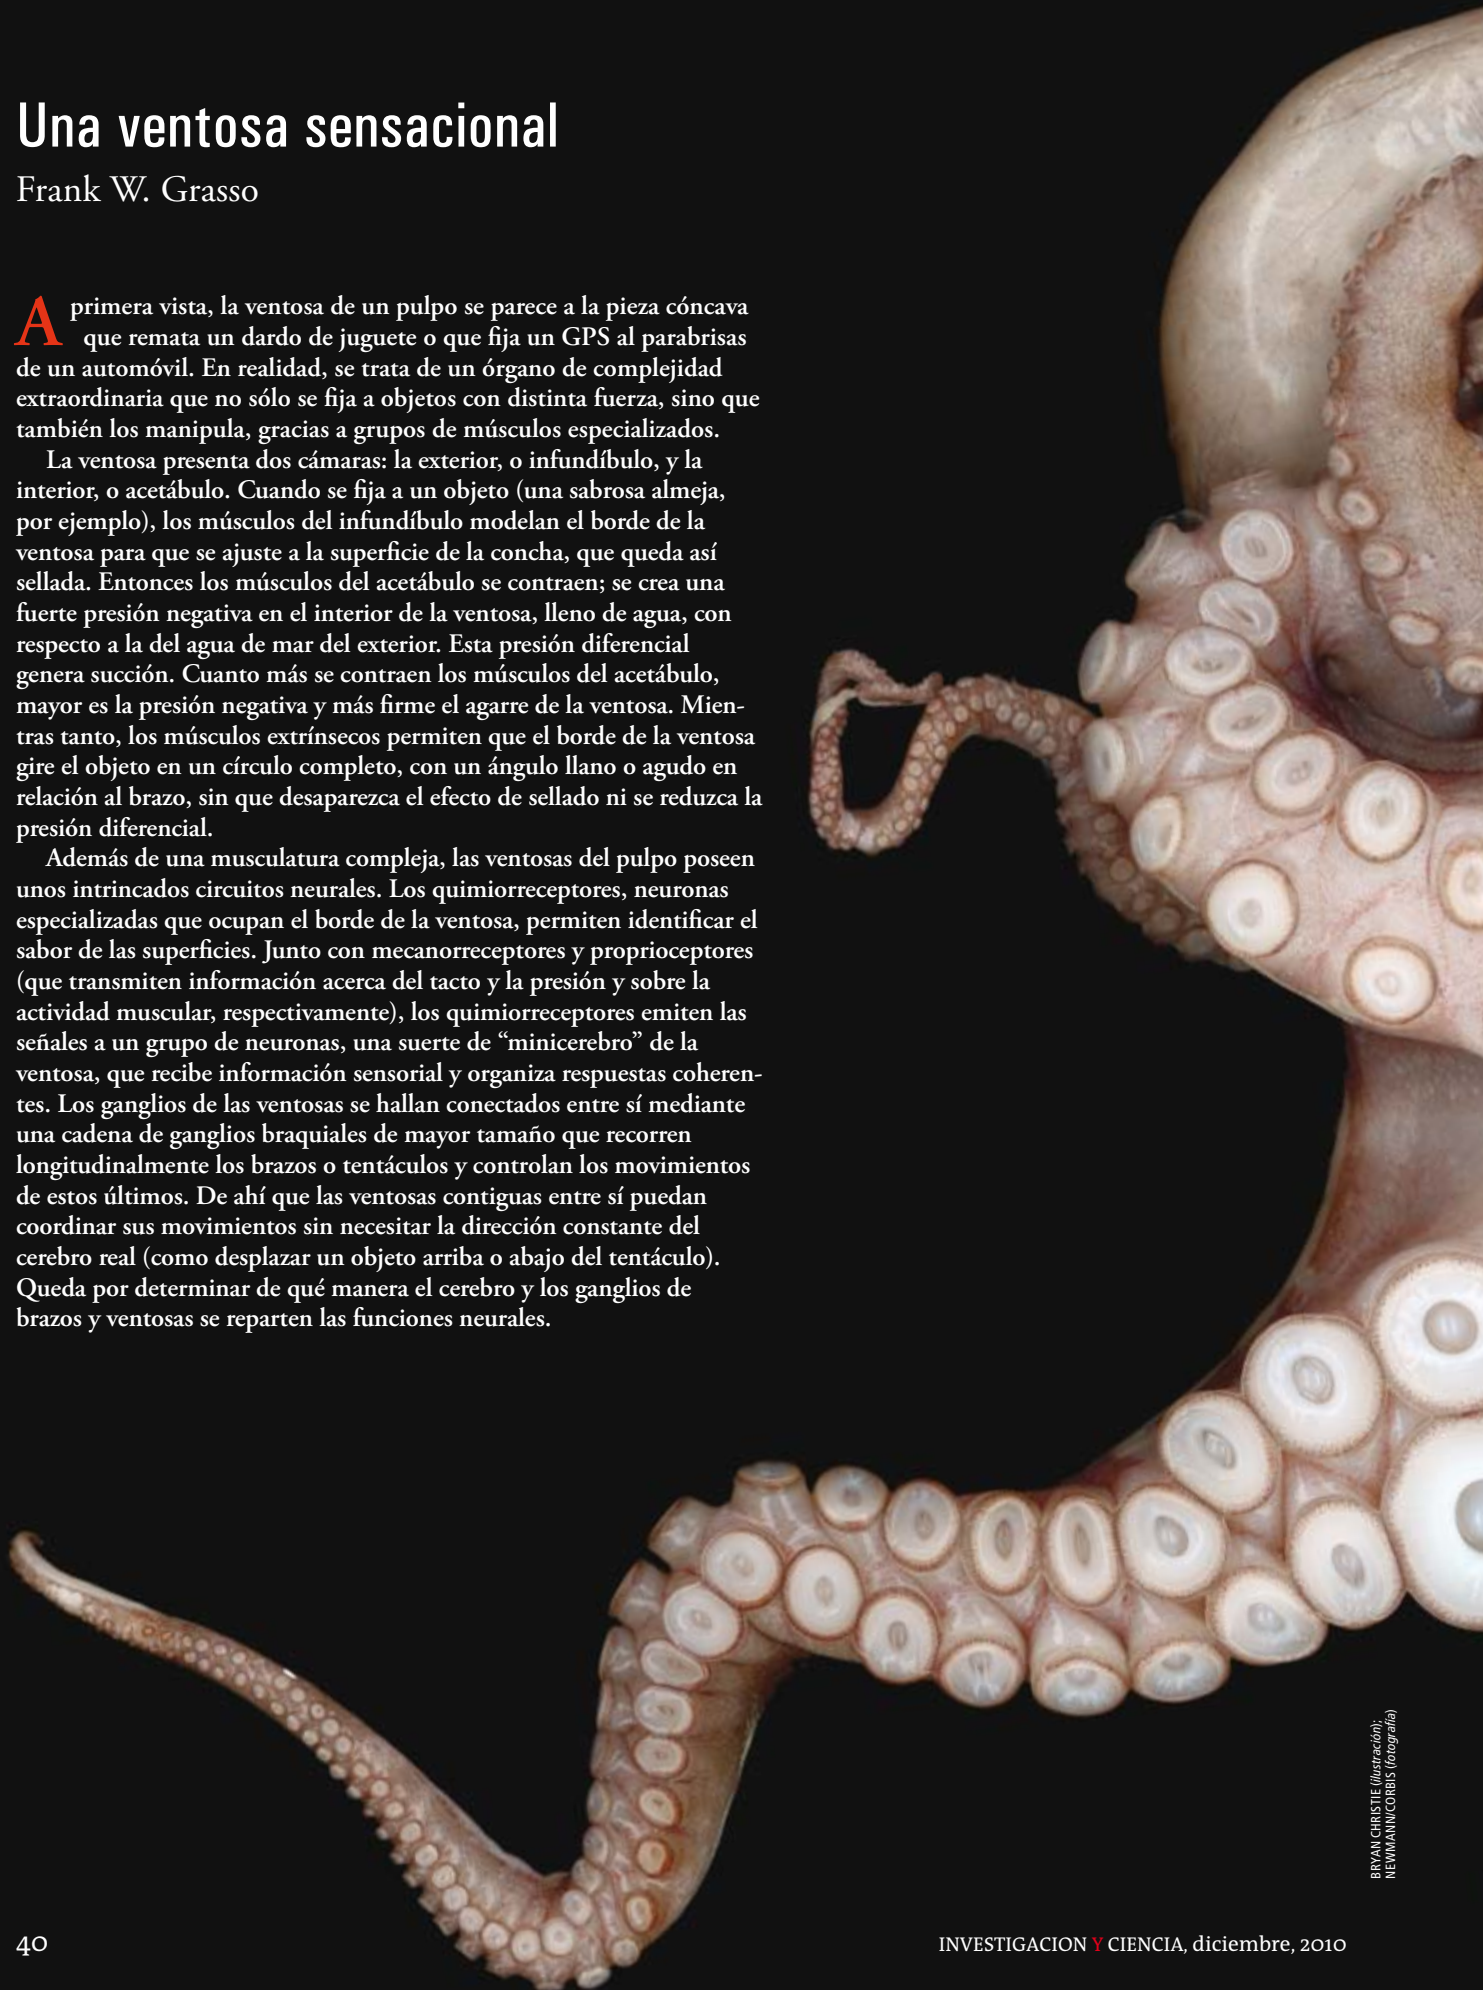 Una ventosa sensacional
Frank W. Grasso
A primera vista, la ventosa de un pulpo se parece a la pieza cóncava
que remata un dardo de juguete o que fija un GPS al parabrisas
de un automóvil. En realidad, se trata de un órgano de complejidad
extraordinaria que no sólo se fija a objetos con distinta fuerza, sino que
también los manipula, gracias a grupos de músculos especializados.
La ventosa presenta dos cámaras: la exterior, o infundíbulo, y la
interior, o acetábulo. Cuando se fija a un objeto (una sabrosa almeja,
por ejemplo), los músculos del infundíbulo modelan el borde de la
ventosa para que se ajuste a la superficie de la concha, que queda así
sellada. Entonces los músculos del acetábulo se contraen; se crea una
fuerte presión negativa en el interior de la ventosa, lleno de agua, con
respecto a la del agua de mar del exterior. Esta presión diferencial
genera succión. Cuanto más se contraen los músculos del acetábulo,
mayor es la presión negativa y más firme el agarre de la ventosa. Mien-
tras tanto, los músculos extrínsecos permiten que el borde de la ventosa
gire el objeto en un círculo completo, con un ángulo llano o agudo en
relación al brazo, sin que desaparezca el efecto de sellado ni se reduzca la
presión diferencial.
Además de una musculatura compleja, las ventosas del pulpo poseen
unos intrincados circuitos neurales. Los quimiorreceptores, neuronas
especializadas que ocupan el borde de la ventosa, permiten identificar el
sabor de las superficies. Junto con mecanorreceptores y proprioceptores
(que transmiten información acerca del tacto y la presión y sobre la
actividad muscular, respectivamente), los quimiorreceptores emiten las
señales a un grupo de neuronas, una suerte de “minicerebro” de la
ventosa, que recibe información sensorial y organiza respuestas coheren-
tes. Los ganglios de las ventosas se hallan conectados entre sí mediante
una cadena de ganglios braquiales de mayor tamaño que recorren
longitudinalmente los brazos o tentáculos y controlan los movimientos
de estos últimos. De ahí que las ventosas contiguas entre sí puedan
coordinar sus movimientos sin necesitar la dirección constante del
cerebro real (como desplazar un objeto arriba o abajo del tentáculo).
Queda por determinar de qué manera el cerebro y los ganglios de
brazos y ventosas se reparten las funciones neurales.
BRYAN CHRISTIE (ilustración);
NEWMANN/CORBIS (fotografía)
40
INVESTIGACION Y CIENCIA, diciembre, 2010